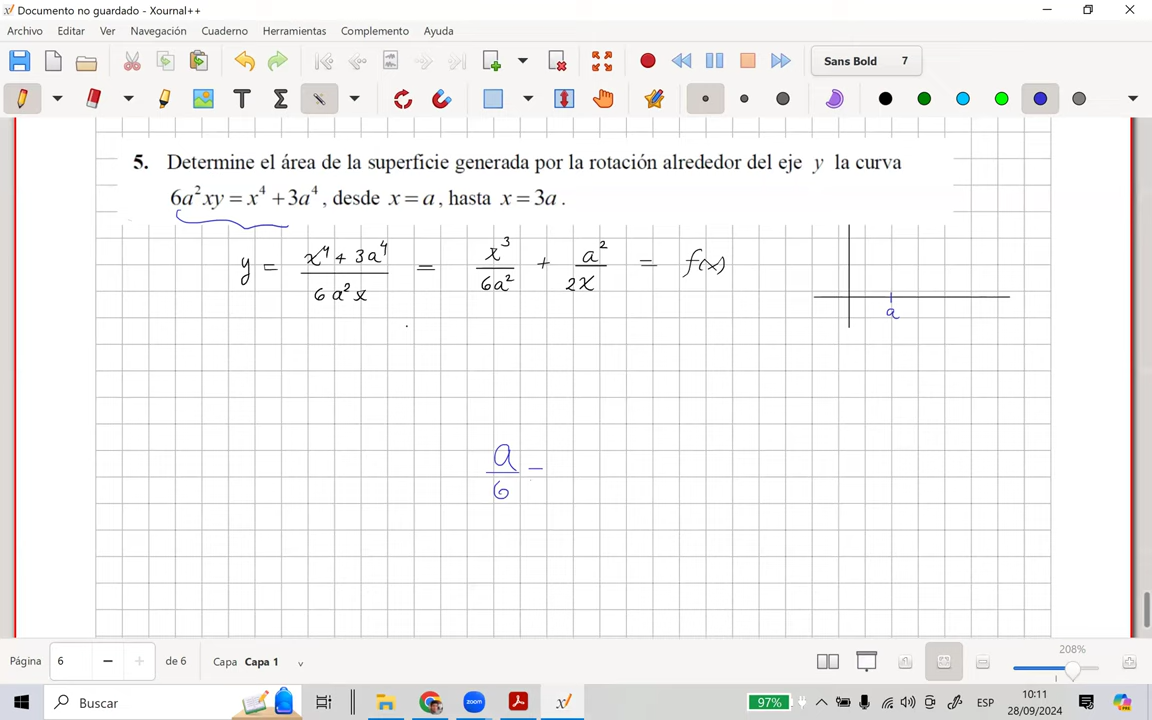 Documento no guardado - Xournal++
Archivo Editar Ver Navegación Cuaderno Herramientas Complemento Ayuda
Sans Bold 7
5. Determine el área de la superficie generada por la rotación alrededor del eje y la curva
6a²xy = x⁴ + 3a⁴, desde x = a, hasta x = 3a.
y = (x⁴ + 3a⁴)/(6a²x) = x³/(6a²) + a²/(2x) = f(x)
a
a/6 –
Página 6 de 6 Capa Capa 1 208%
Buscar 97% ESP 10:11
28/09/2024